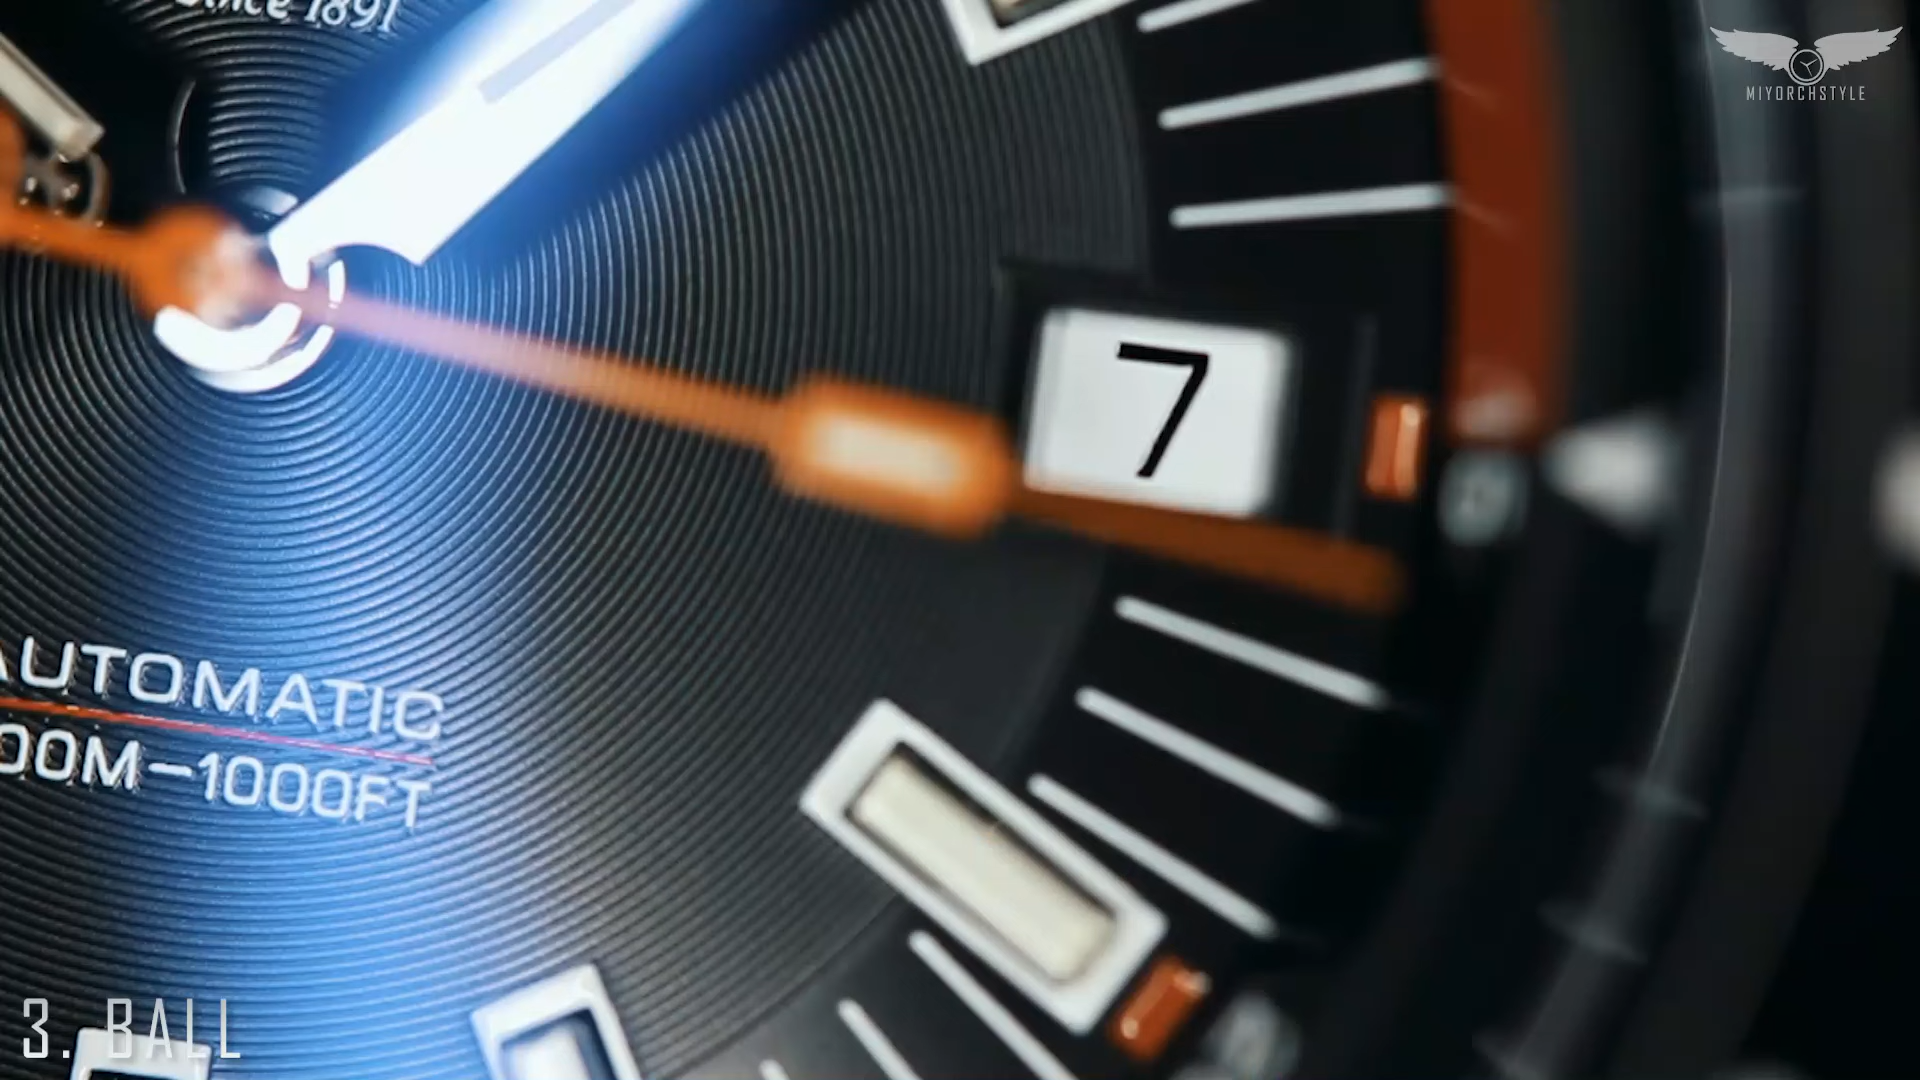 Since 1891
MIYORCHSTYLE
7
AUTOMATIC
00M–1000FT
3. BALL